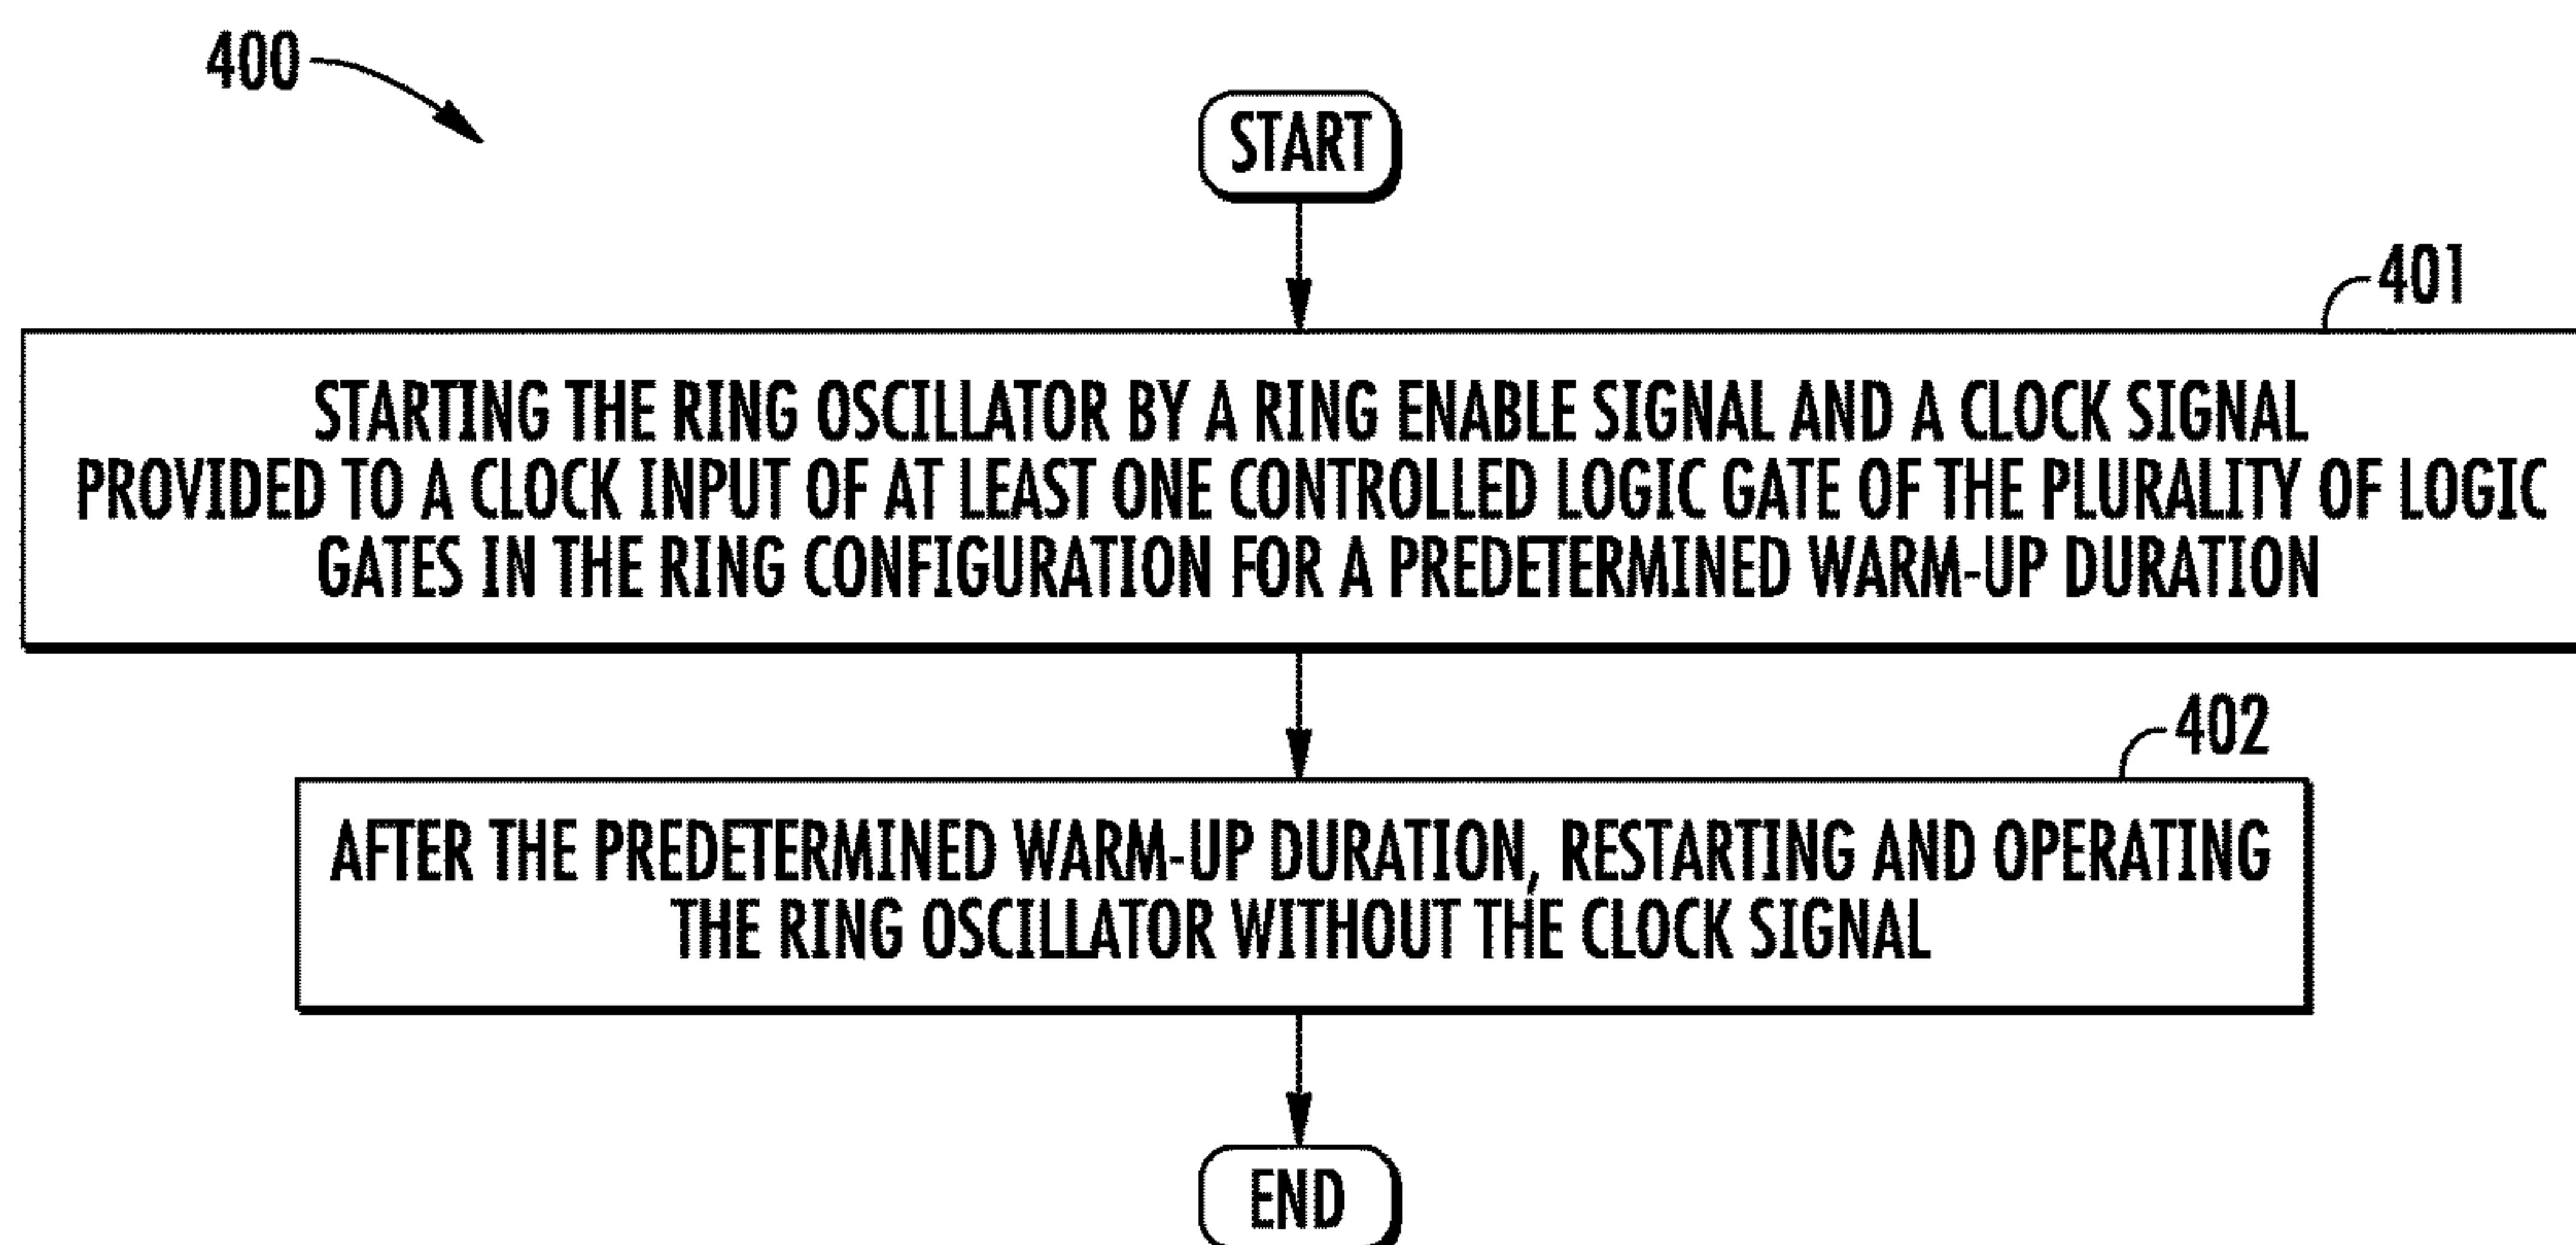 400
START
401
STARTING THE RING OSCILLATOR BY A RING ENABLE SIGNAL AND A CLOCK SIGNAL
PROVIDED TO A CLOCK INPUT OF AT LEAST ONE CONTROLLED LOGIC GATE OF THE PLURALITY OF LOGIC
GATES IN THE RING CONFIGURATION FOR A PREDETERMINED WARM-UP DURATION
402
AFTER THE PREDETERMINED WARM-UP DURATION, RESTARTING AND OPERATING
THE RING OSCILLATOR WITHOUT THE CLOCK SIGNAL
END